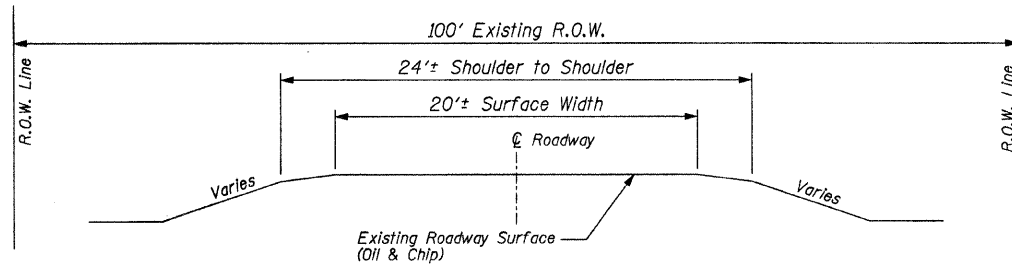 100' Existing R.O.W.
24'± Shoulder to Shoulder
20'± Surface Width
R.O.W. Line
R.O.W. Line
℄ Roadway
Varies
Varies
Existing Roadway Surface
(Oil & Chip)